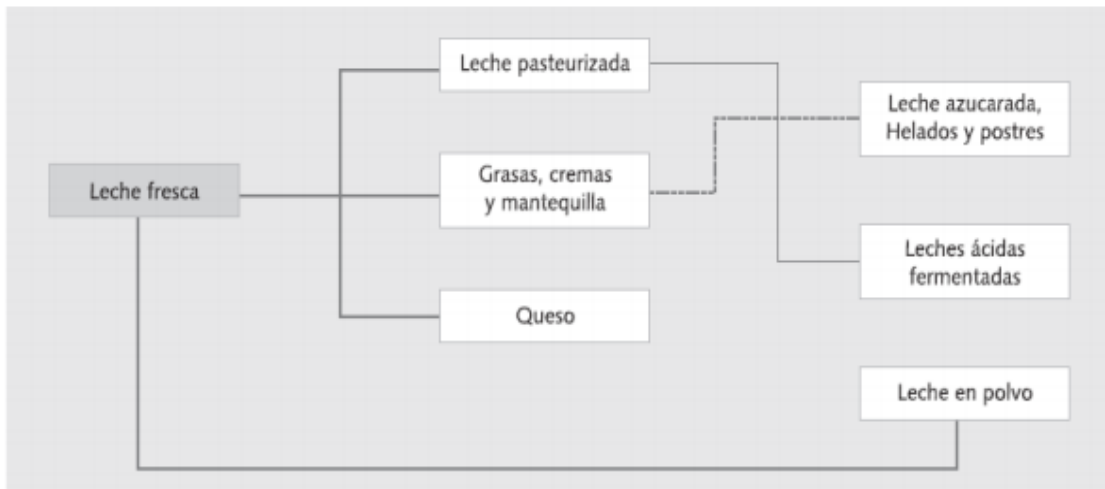 Leche fresca
Leche pasteurizada
Grasas, cremas
y mantequilla
Queso
Leche azucarada,
Helados y postres
Leches ácidas
fermentadas
Leche en polvo